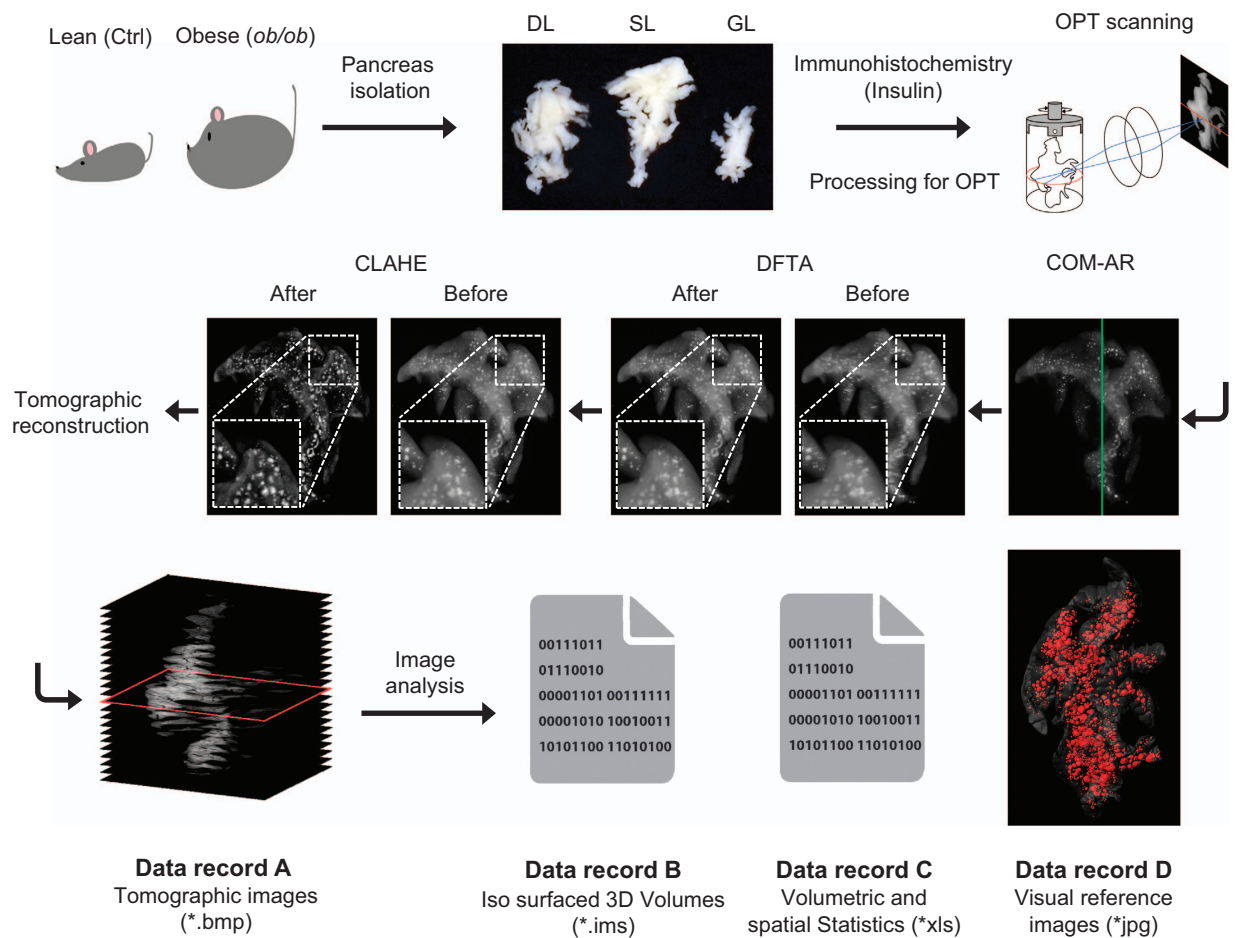 Lean (Ctrl)
Obese (ob/ob)
Pancreas
isolation
DL
SL
GL
Immunohistochemistry
(Insulin)
Processing for OPT
OPT scanning
CLAHE
DFTA
COM-AR
After
Before
After
Before
Tomographic
reconstruction
Image
analysis
00111011
01110010
00001101 00111111
00001010 10010011
10101100 11010100
00111011
01110010
00001101 00111111
00001010 10010011
10101100 11010100
Data record A
Tomographic images
(*.bmp)
Data record B
Iso surfaced 3D Volumes
(*.ims)
Data record C
Volumetric and
spatial Statistics (*xls)
Data record D
Visual reference
images (*jpg)